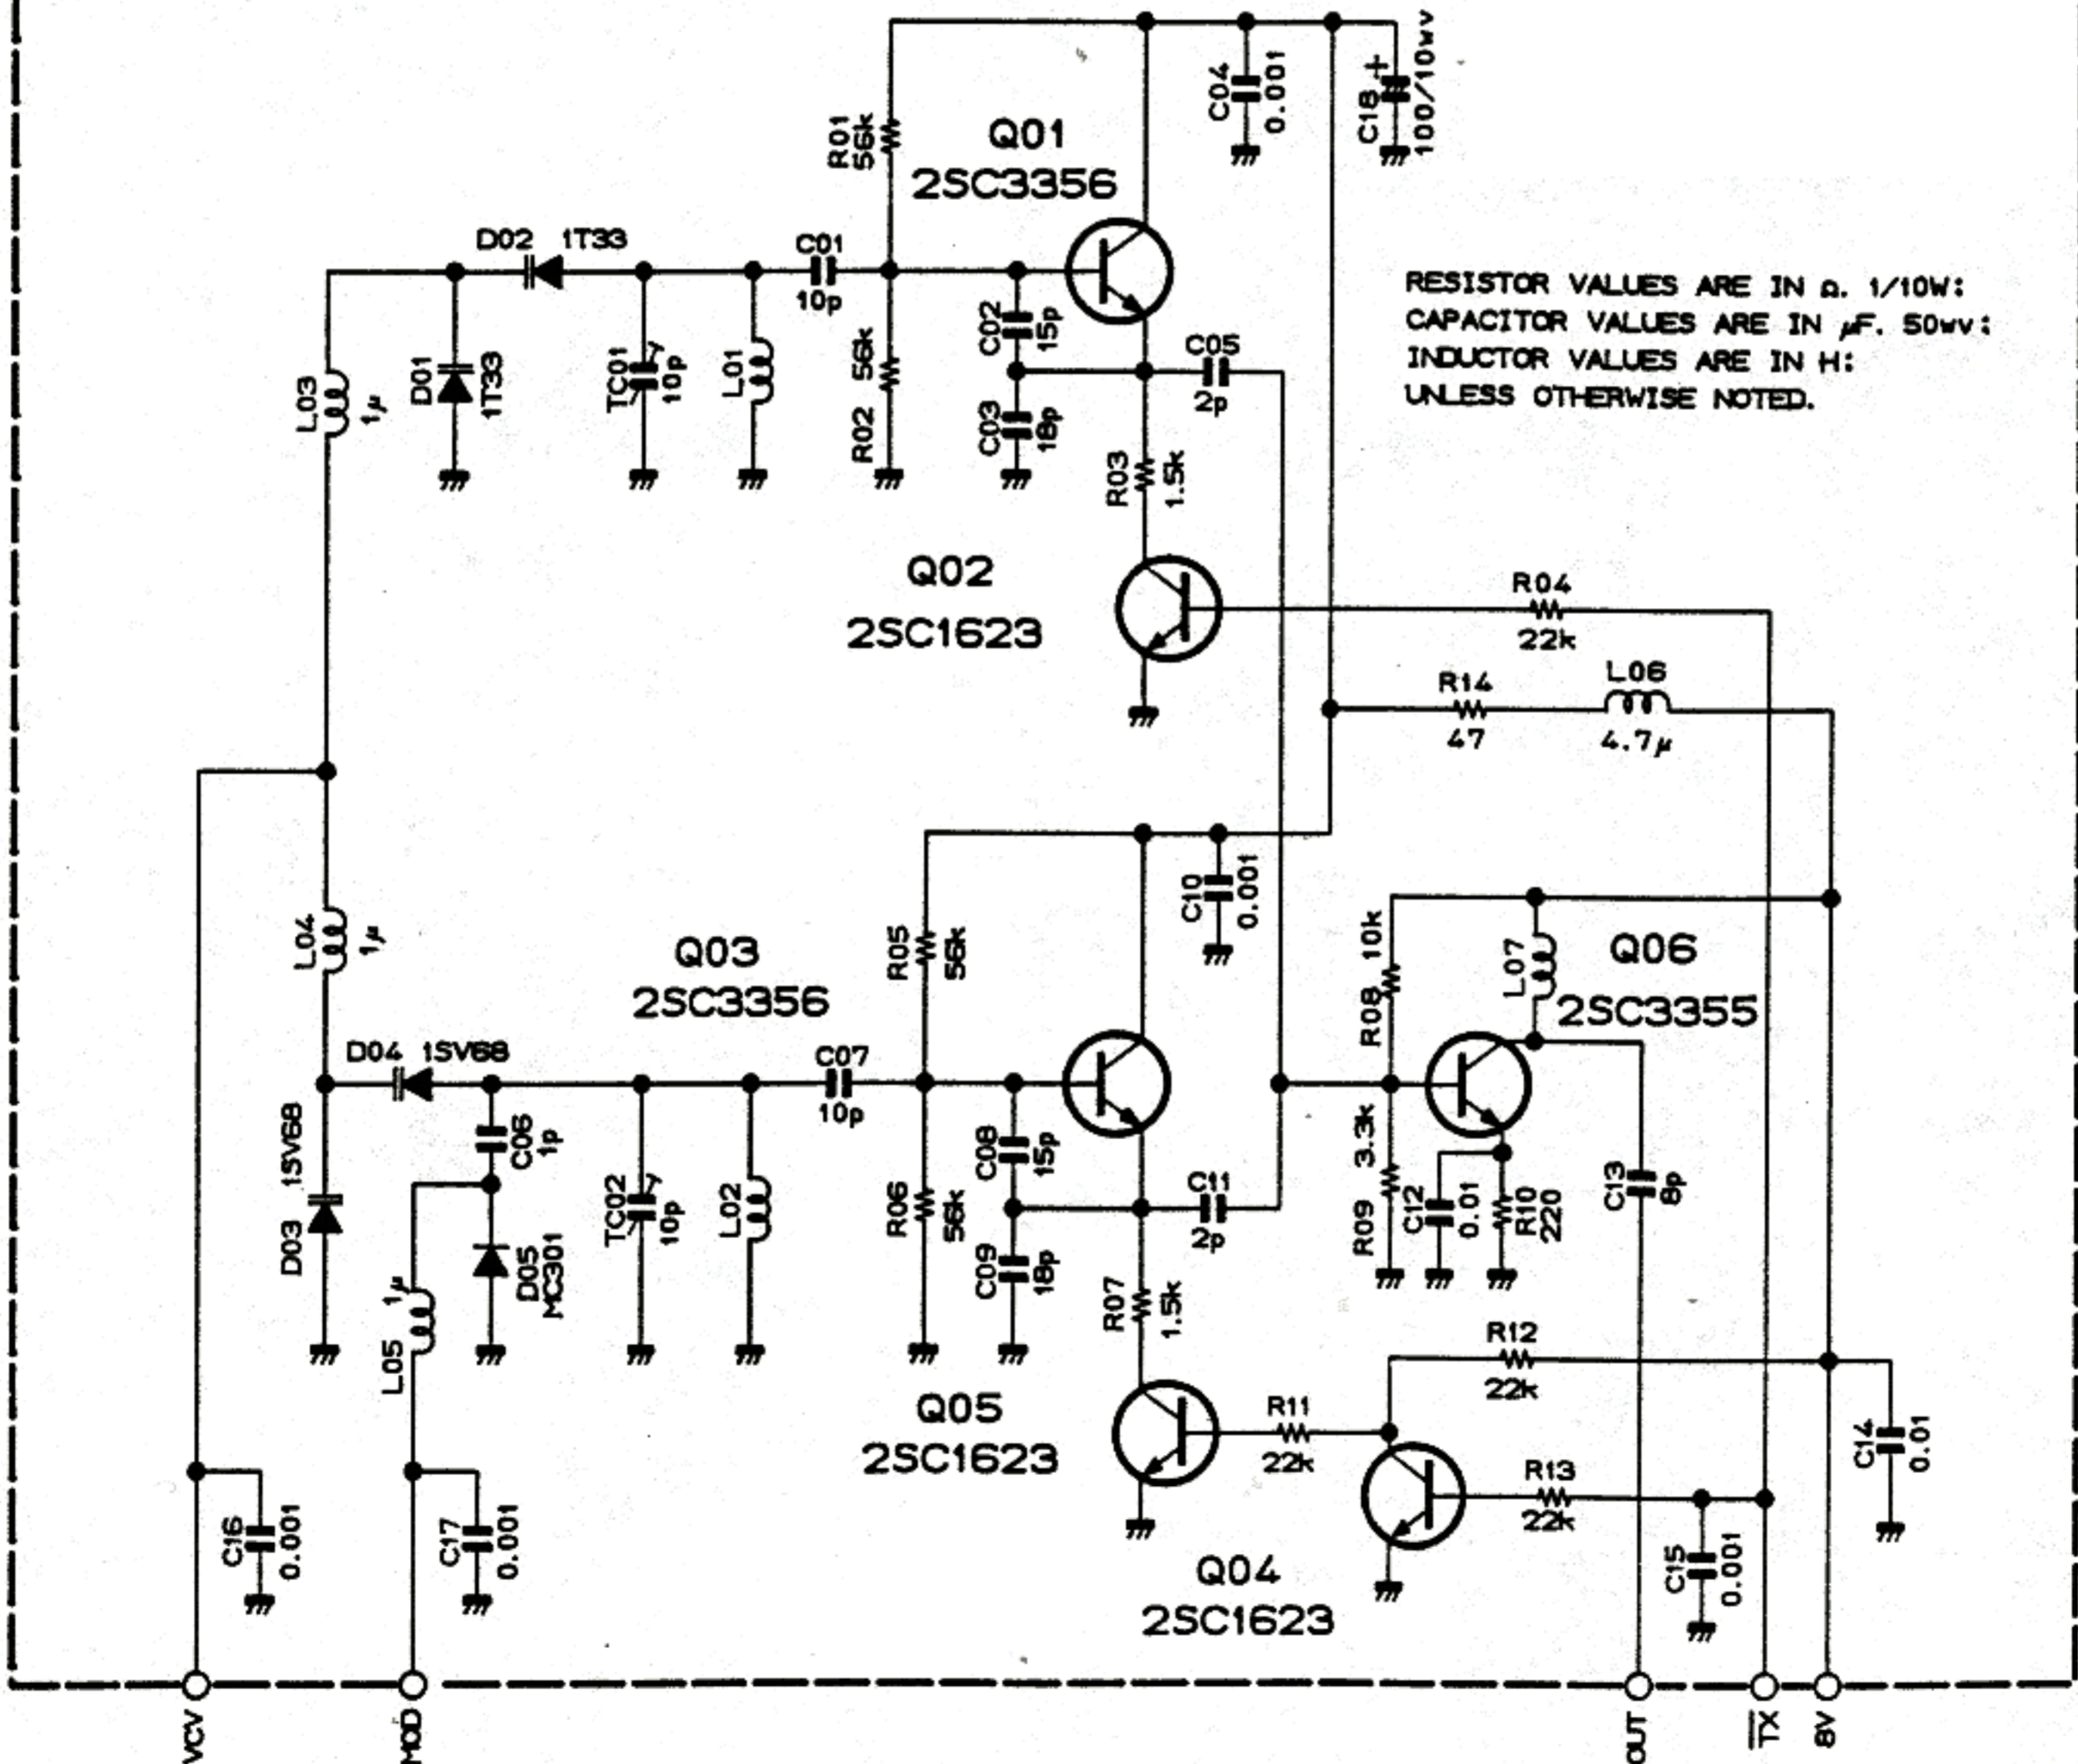 C04
0.001
C18
+
100/10wv
R01
56k
Q01
2SC3356
D02 1T33
C01
10p
RESISTOR VALUES ARE IN Ω. 1/10W:
CAPACITOR VALUES ARE IN µF. 50wv:
INDUCTOR VALUES ARE IN H:
UNLESS OTHERWISE NOTED.
L03
1µ
D01
1T33
TC01
10p
L01
R02 56k
C02
15p
C03
18p
C05
2p
R03
1.5k
Q02
2SC1623
R04
22k
R14
47
L06
4.7µ
L04
1µ
C10
0.001
Q03
2SC3356
R05
56k
R08 10k
L07
Q06
2SC3355
D04 1SV68
C07
10p
D03 1SV68
C06
1p
D05
MC301
L05 1µ
TC02
10p
L02
R06
56k
C08
15p
C09
18p
C11
2p
R09 3.3k
C12
0.01
R10
220
C13
8p
R07
1.5k
R12
22k
Q05
2SC1623
R11
22k
R13
22k
C14
0.01
C16
0.001
C17
0.001
Q04
2SC1623
C15
0.001
VCV
MOD
OUT
T̅X̅
8V